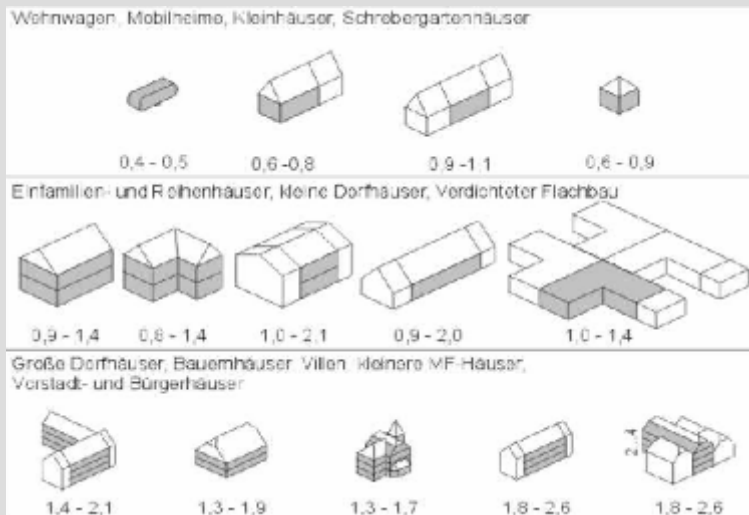 Wohnwagen, Mobilheime, Kleinhäuser, Schrebergartenhäuser
0,4 - 0,5 0,6 -0,8 0,9 -1,1 0,6 -0,9
Einfamilien- und Reihenhäuser, kleine Dorfhäuser, Verdichteter Flachbau
0,9 - 1,4 0,8 - 1,4 1,0 - 2,1 0,9 - 2,0 1,0 - 1,4
Große Dorfhäuser, Bauernhäuser, Villen, kleinere MF-Häuser,
Vorstadt- und Bürgerhäuser
2..4
1,4 - 2,1 1,3 - 1,9 1,3 - 1,7 1,8 - 2,6 1,8 - 2,6